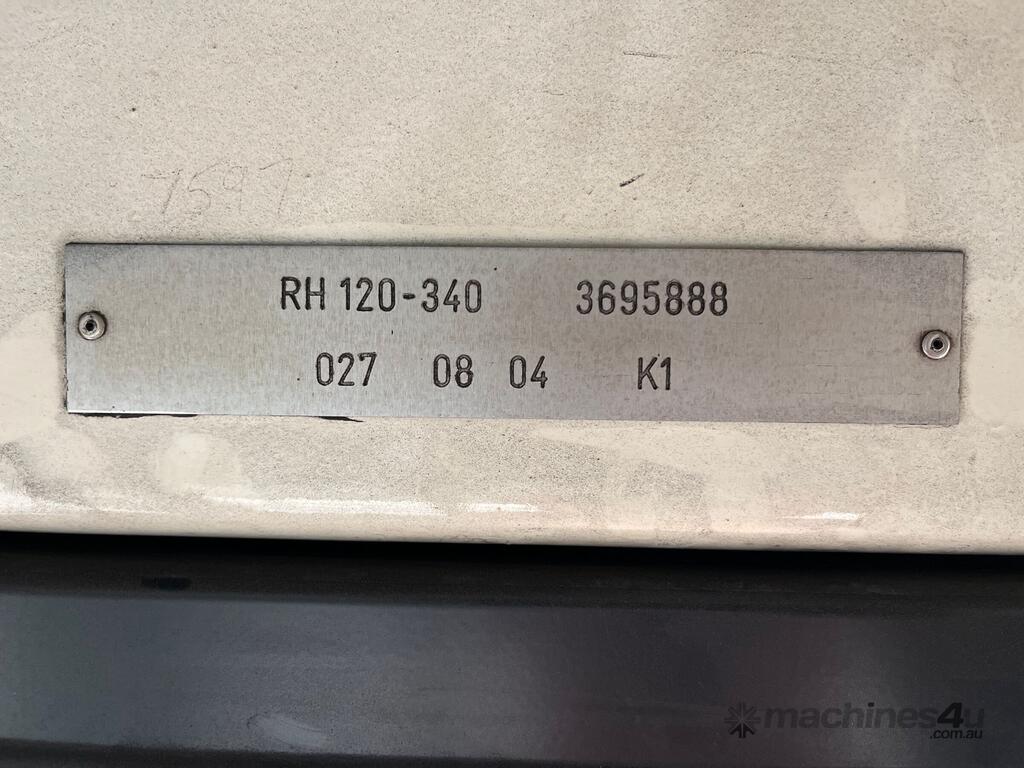 7597
RH 120-340 3695888
027 08 04 K1
machines4u
.com.au